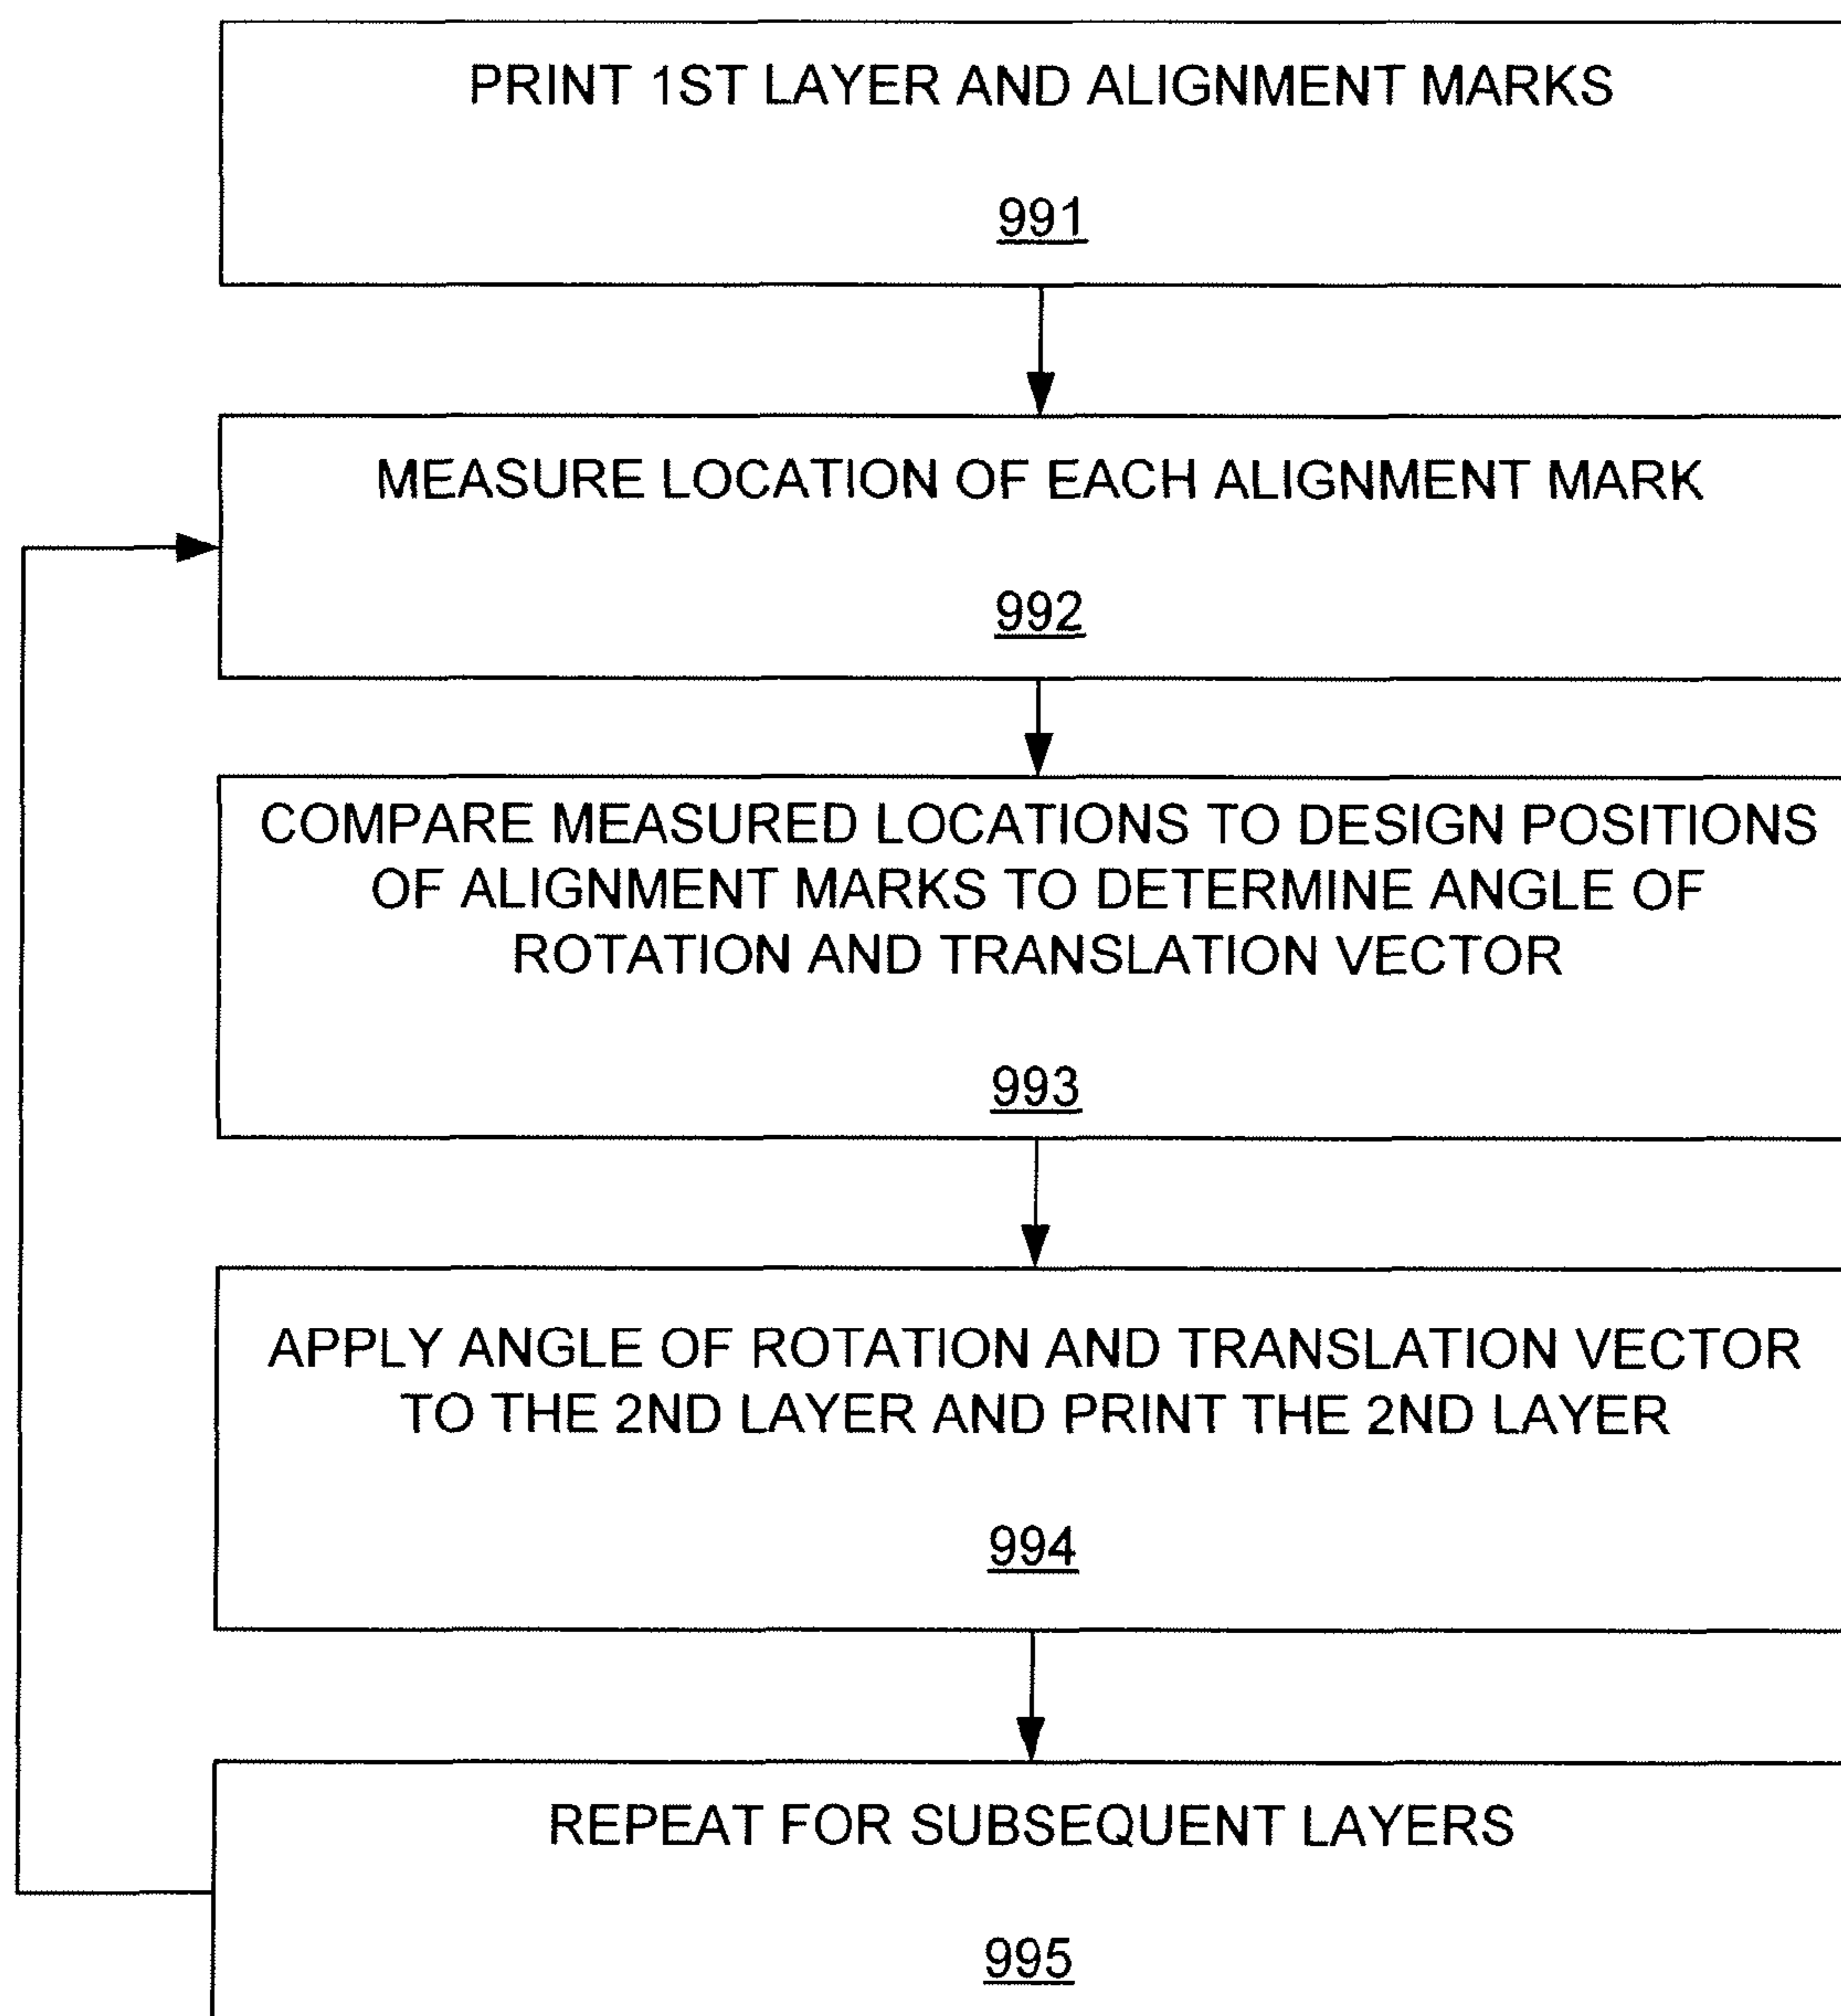 PRINT 1ST LAYER AND ALIGNMENT MARKS
991
MEASURE LOCATION OF EACH ALIGNMENT MARK
992
COMPARE MEASURED LOCATIONS TO DESIGN POSITIONS
OF ALIGNMENT MARKS TO DETERMINE ANGLE OF
ROTATION AND TRANSLATION VECTOR
993
APPLY ANGLE OF ROTATION AND TRANSLATION VECTOR
TO THE 2ND LAYER AND PRINT THE 2ND LAYER
994
REPEAT FOR SUBSEQUENT LAYERS
995